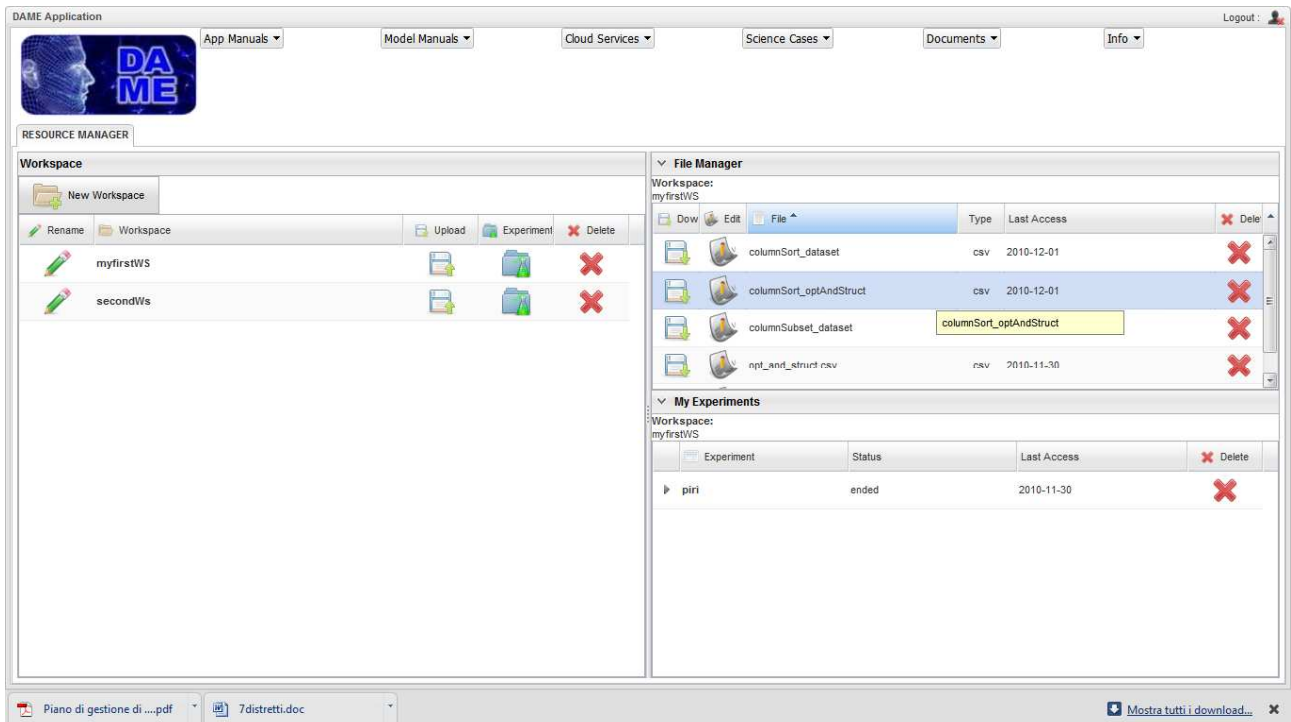 DAME Application
Logout :
App Manuals
Model Manuals
Cloud Services
Science Cases
Documents
Info
DA
ME
RESOURCE MANAGER
Workspace
New Workspace
Rename Workspace Upload Experiment Delete
myfirstWS
secondWs
File Manager
Workspace:
myfirstWS
Dow Edit File Type Last Access Delet
columnSort_dataset csv 2010-12-01
columnSort_optAndStruct csv 2010-12-01
columnSort_optAndStruct
columnSubset_dataset
opt_and_struct.csv csv 2010-11-30
My Experiments
Workspace:
myfirstWS
Experiment Status Last Access Delete
piri ended 2010-11-30
Piano di gestione di ....pdf
7distretti.doc
Mostra tutti i download...